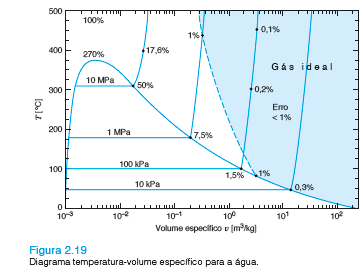 500
400
300
200
100
0
T [°C]
100%
270%
10 MPa
1 MPa
100 kPa
10 kPa
17,6%
50%
7,5%
1,5%
1%
1%
0,1%
0,2%
0,3%
Gás ideal
Erro
< 1%
10–3
10–2
10–1
100
101
102
Volume específico v [m3/kg]
Figura 2.19
Diagrama temperatura-volume específico para a água.